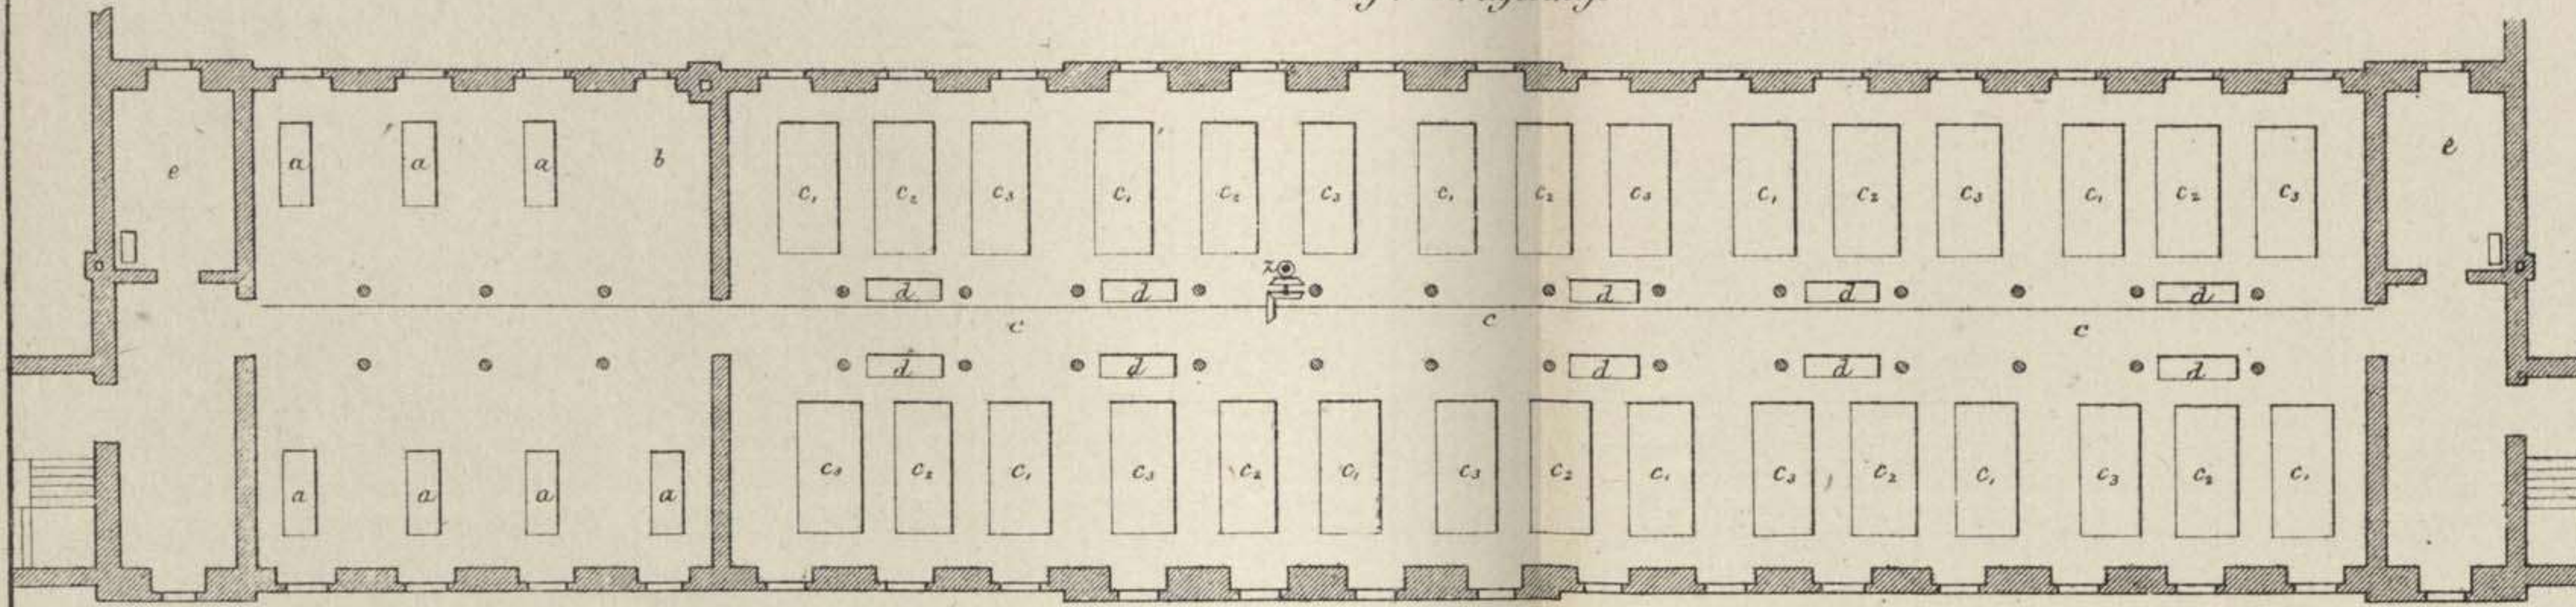 e a a a b c₁ c₂ c₃ c₁ c₂ c₃ c₁ c₂ c₃ c₁ c₂ c₃ c₁ c₂ c₃ e
z
d d d d d
c c c
d d d d d
a a a a c₃ c₂ c₁ c₃ c₂ c₁ c₃ c₂ c₁ c₃ c₂ c₁ c₃ c₂ c₁